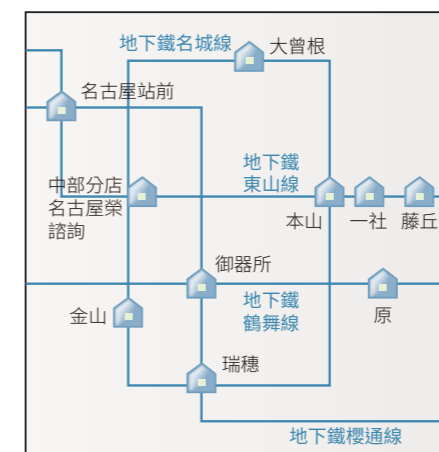 地下鐵名城線
大曾根
名古屋站前
地下鐵
東山線
中部分店
名古屋榮
諮詢
本山
一社
藤丘
御器所
地下鐵
鶴舞線
金山
原
瑞穗
地下鐵櫻通線